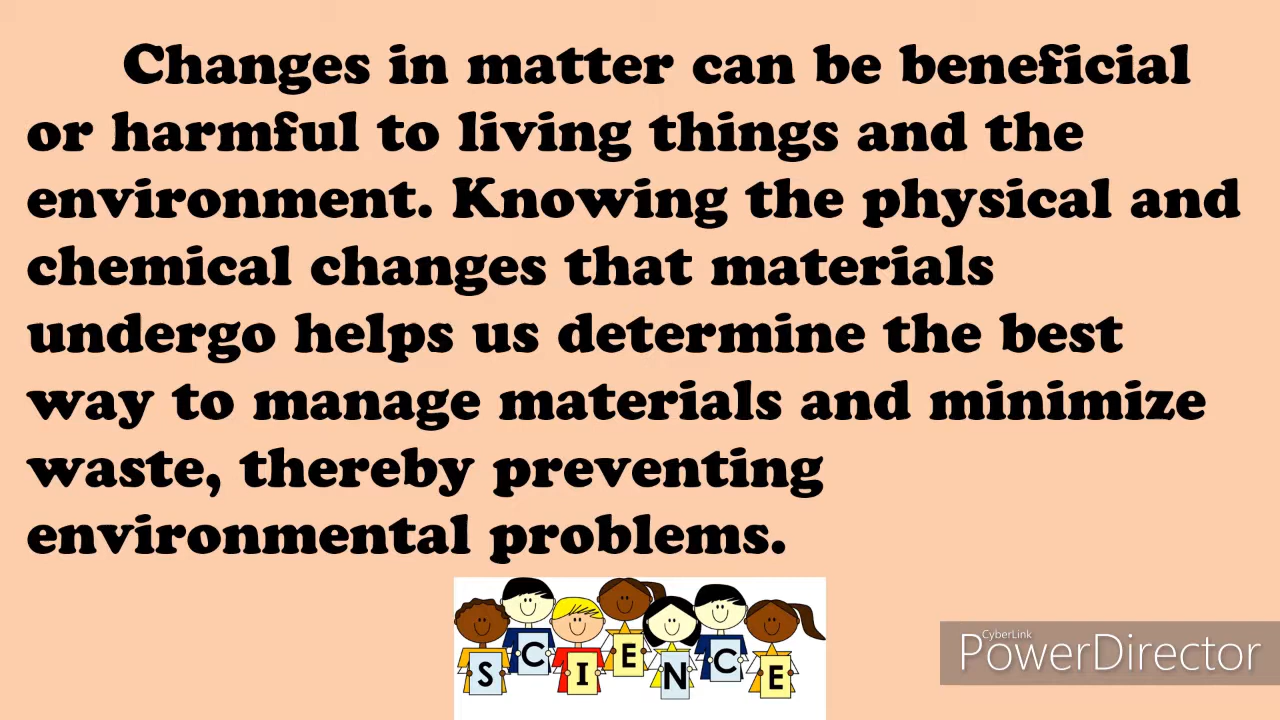 Changes in matter can be beneficial
or harmful to living things and the
environment. Knowing the physical and
chemical changes that materials
undergo helps us determine the best
way to manage materials and minimize
waste, thereby preventing
environmental problems.
S C I E N C E
CyberLink
PowerDirector